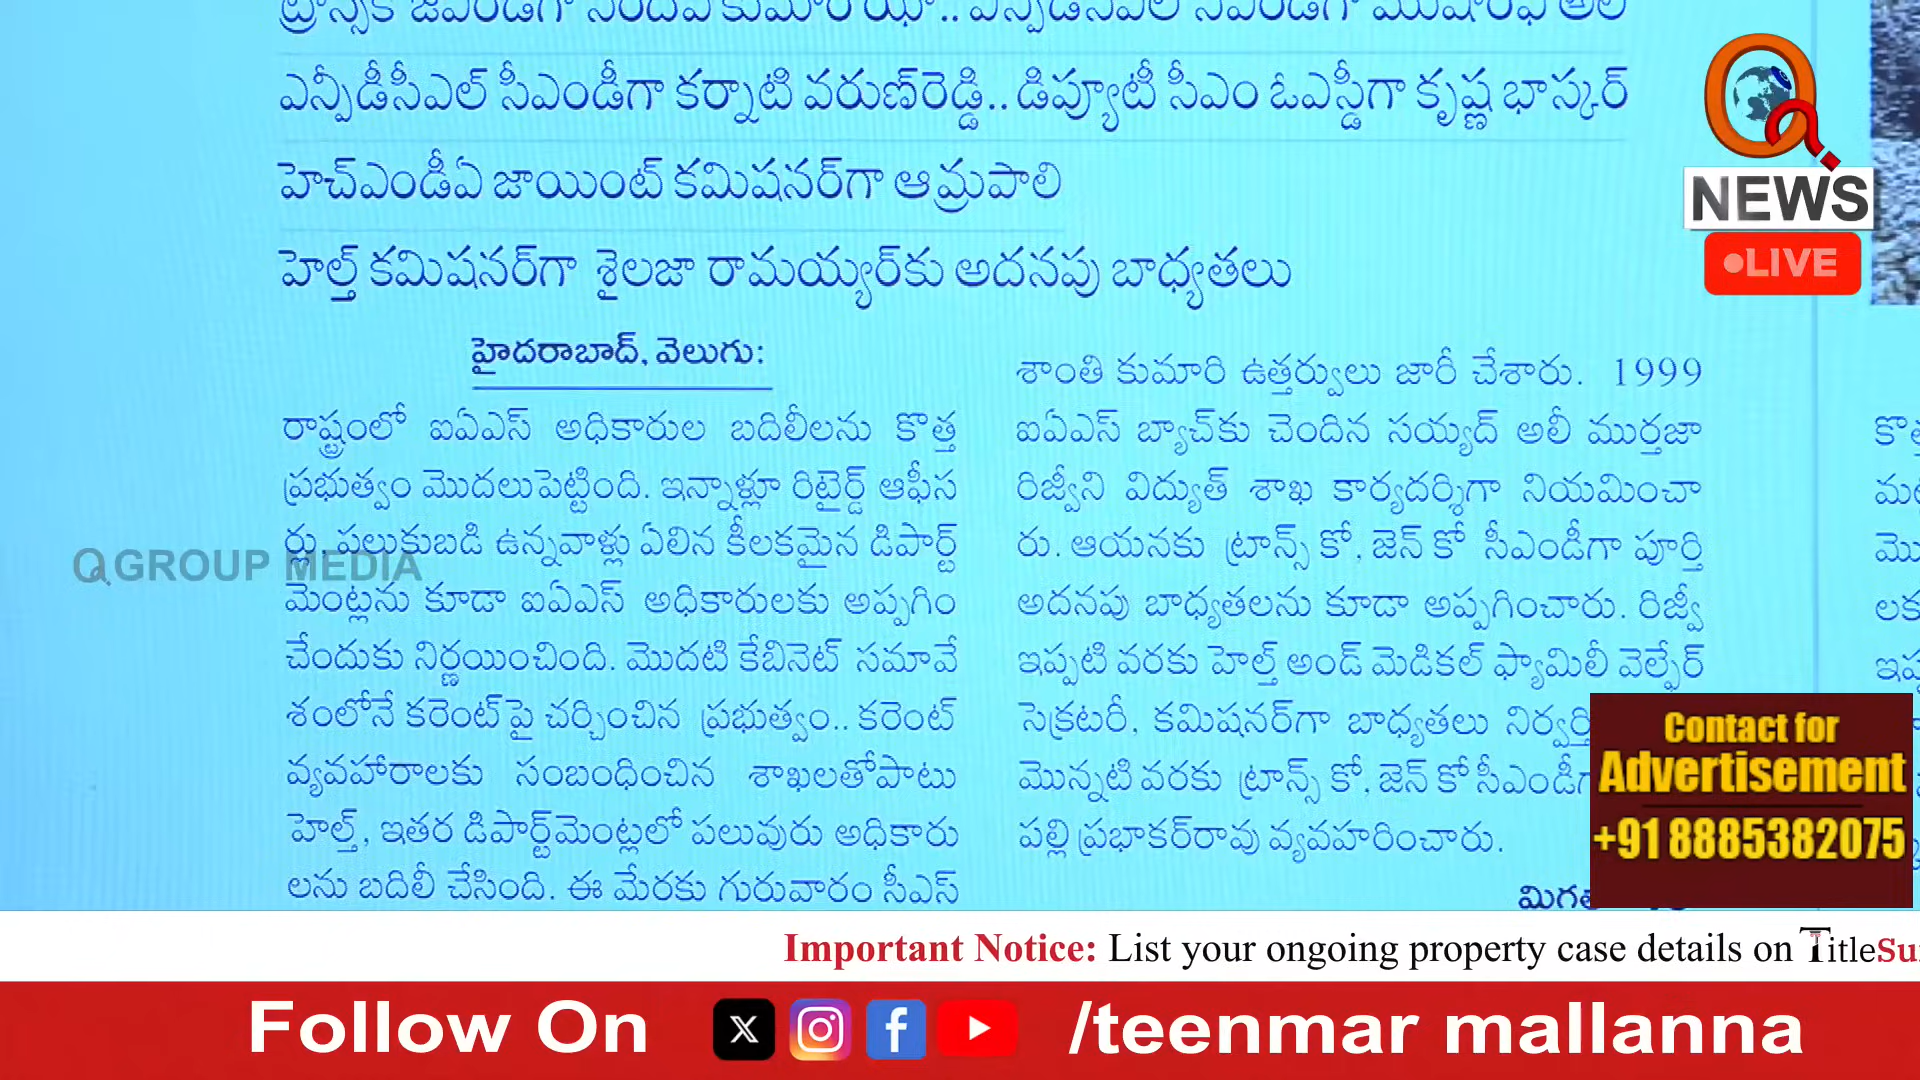 ఎన్పీడీసీఎల్ సీఎండీగా కర్నాటి వరుణ్‌రెడ్డి.. డిప్యూటీ సీఎం ఓఎస్డీగా కృష్ణ భాస్కర్
హెచ్ఎండీఏ జాయింట్ కమిషనర్‌గా ఆమ్రపాలి
హెల్త్ కమిషనర్‌గా శైలజా రామయ్యర్‌కు అదనపు బాధ్యతలు
హైదరాబాద్, వెలుగు:
రాష్ట్రంలో ఐఏఎస్ అధికారుల బదిలీలను కొత్త
ప్రభుత్వం మొదలుపెట్టింది. ఇన్నాళ్లూ రిటైర్డ్ ఆఫీస
ర్లు, పలుకుబడి ఉన్నవాళ్లు ఏలిన కీలకమైన డిపార్ట్
మెంట్లను కూడా ఐఏఎస్ అధికారులకు అప్పగిం
చేందుకు నిర్ణయించింది. మొదటి కేబినెట్ సమావే
శంలోనే కరెంట్‌పై చర్చించిన ప్రభుత్వం.. కరెంట్
వ్యవహారాలకు సంబంధించిన శాఖలతోపాటు
హెల్త్, ఇతర డిపార్ట్‌మెంట్లలో పలువురు అధికారు
లను బదిలీ చేసింది. ఈ మేరకు గురువారం సీఎస్
శాంతి కుమారి ఉత్తర్వులు జారీ చేశారు. 1999
ఐఏఎస్ బ్యాచ్‌కు చెందిన సయ్యద్ అలీ ముర్తజా
రిజ్వీని విద్యుత్ శాఖ కార్యదర్శిగా నియమించా
రు. ఆయనకు ట్రాన్స్ కో, జెన్ కో సీఎండీగా పూర్తి
అదనపు బాధ్యతలను కూడా అప్పగించారు. రిజ్వీ
ఇప్పటి వరకు హెల్త్ అండ్ మెడికల్ ఫ్యామిలీ వెల్ఫేర్
సెక్రటరీ, కమిషనర్‌గా బాధ్యతలు
మొన్నటి వరకు ట్రాన్స్ కో, జెన్ కో
పల్లి ప్రభాకర్‌రావు వ్యవహరించారు.
Q
NEWS
LIVE
Q GROUP MEDIA
Contact for
Advertisement
+91 8885382075
Important Notice: List your ongoing property case details on
Follow On /teenmar mallanna